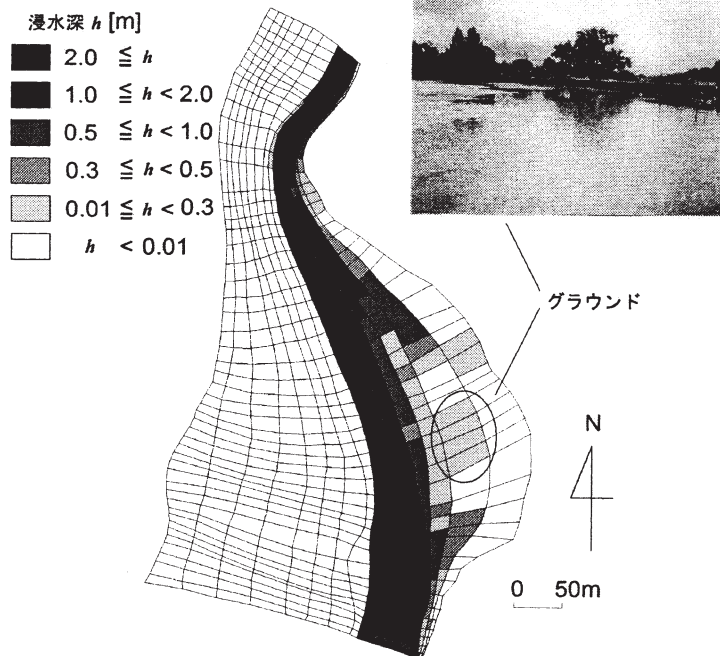 浸水深 h [m]
2.0 ≦ h
1.0 ≦ h < 2.0
0.5 ≦ h < 1.0
0.3 ≦ h < 0.5
0.01 ≦ h < 0.3
h < 0.01
グラウンド
N
0 50m